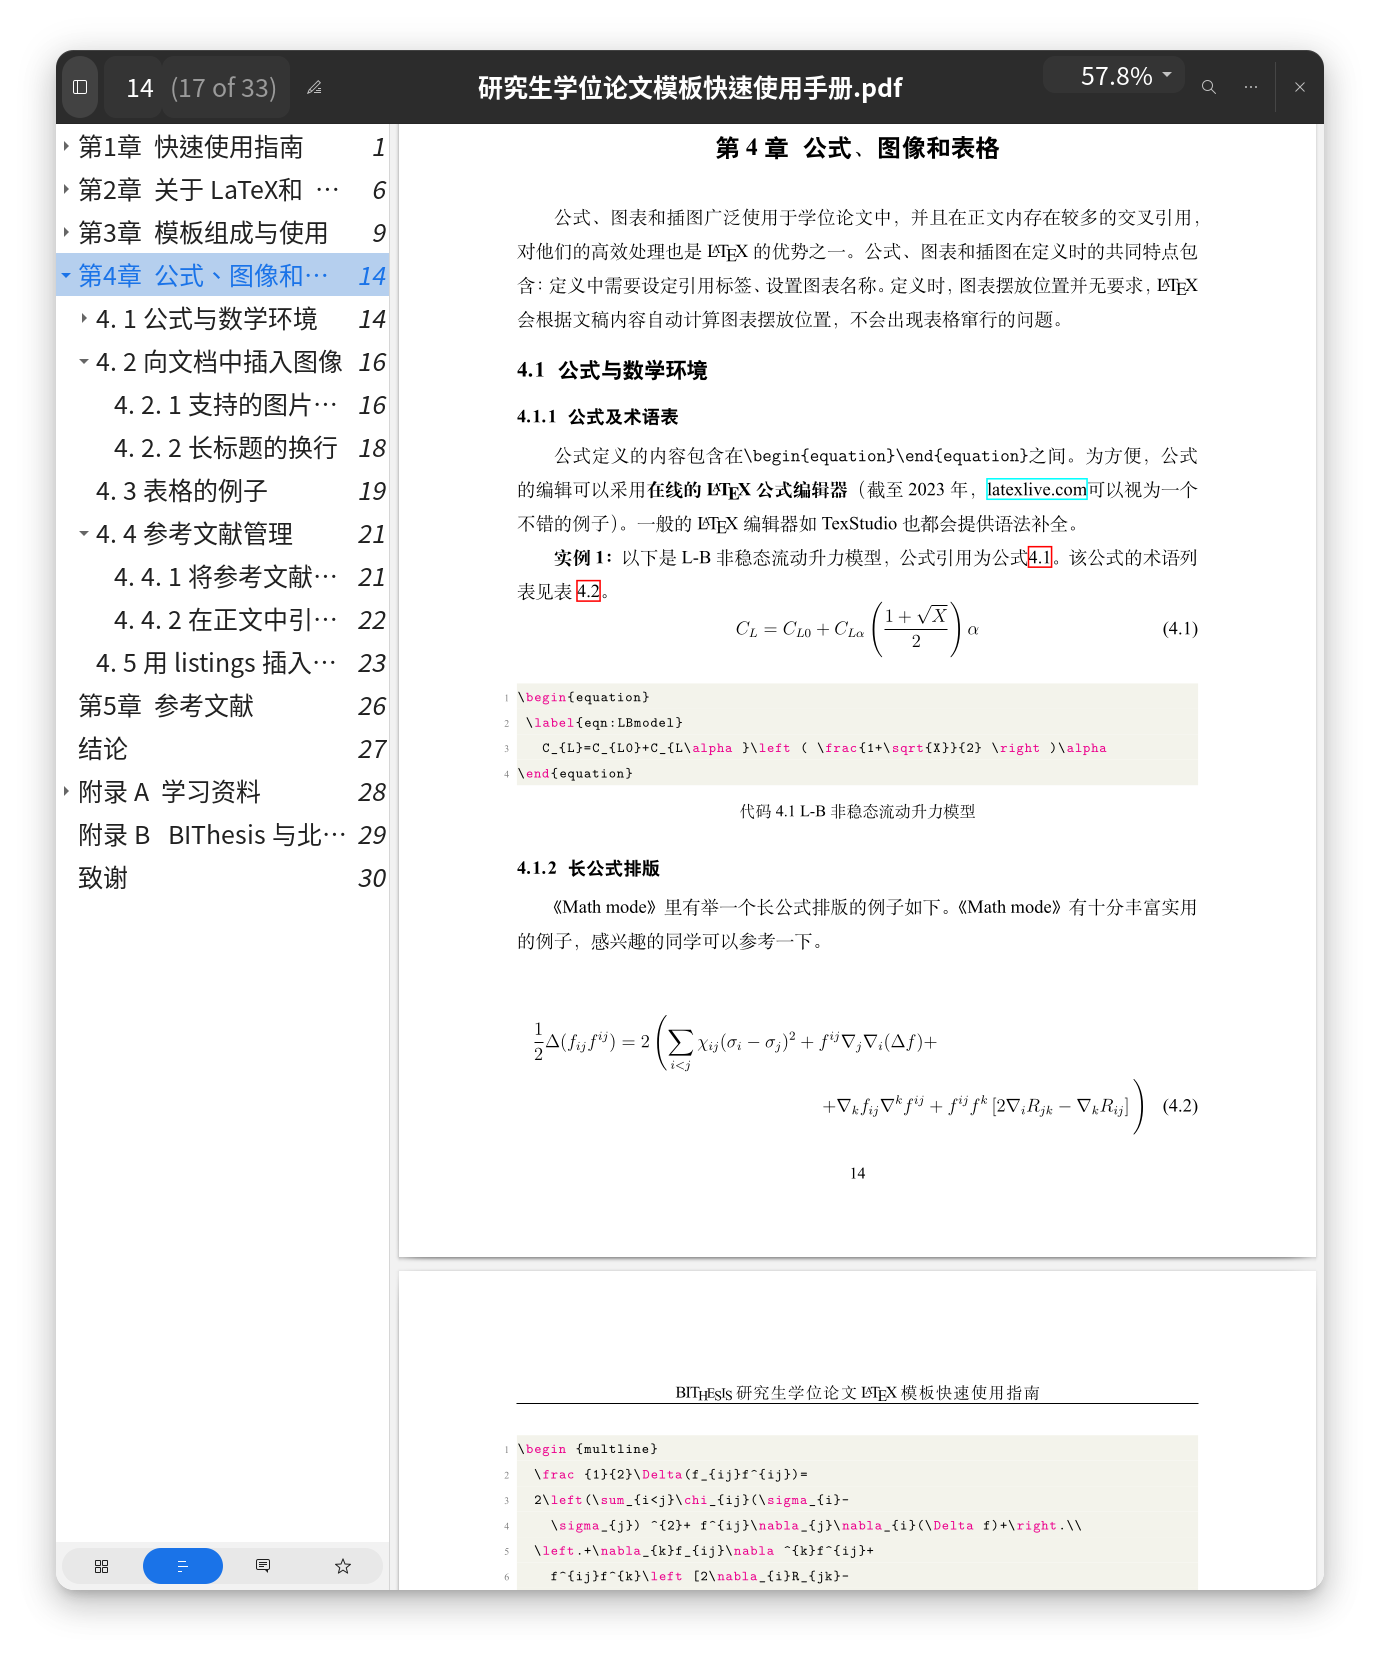 14 (17 of 33) 研究生学位论文模板快速使用手册.pdf 57.8%
第1章 快速使用指南 1
第2章 关于 LaTeX和 … 6
第3章 模板组成与使用 9
第4章 公式、图像和… 14
4. 1 公式与数学环境 14
4. 2 向文档中插入图像 16
4. 2. 1 支持的图片… 16
4. 2. 2 长标题的换行 18
4. 3 表格的例子 19
4. 4 参考文献管理 21
4. 4. 1 将参考文献… 21
4. 4. 2 在正文中引… 22
4. 5 用 listings 插入… 23
第5章 参考文献 26
结论 27
附录 A 学习资料 28
附录 B BIThesis 与北… 29
致谢 30
第 4 章 公式、图像和表格
公式、图表和插图广泛使用于学位论文中，并且在正文内存在较多的交叉引用，
对他们的高效处理也是 LATEX 的优势之一。公式、图表和插图在定义时的共同特点包
含：定义中需要设定引用标签、设置图表名称。定义时，图表摆放位置并无要求，LATEX
会根据文稿内容自动计算图表摆放位置，不会出现表格窜行的问题。
4.1 公式与数学环境
4.1.1 公式及术语表
公式定义的内容包含在\begin{equation}\end{equation}之间。为方便，公式
的编辑可以采用在线的 LATEX 公式编辑器（截至 2023 年，latexlive.com可以视为一个
不错的例子）。一般的 LATEX 编辑器如 TexStudio 也都会提供语法补全。
实例 1：以下是 L-B 非稳态流动升力模型，公式引用为公式4.1。该公式的术语列
表见表 4.2。
C_L = C_{L0} + C_{Lα} ( (1 + √X) / 2 ) α (4.1)
1 \begin{equation}
2 \label{eqn:LBmodel}
3 C_{L}=C_{L0}+C_{L\alpha }\left ( \frac{1+\sqrt{X}}{2} \right )\alpha
4 \end{equation}
代码 4.1 L-B 非稳态流动升力模型
4.1.2 长公式排版
《Math mode》里有举一个长公式排版的例子如下。《Math mode》有十分丰富实用
的例子，感兴趣的同学可以参考一下。
1/2 Δ(f_{ij}f^{ij}) = 2 ( ∑_{i<j} χ_{ij}(σ_i − σ_j)^2 + f^{ij}∇_j∇_i(Δf)+
+∇_k f_{ij}∇^k f^{ij} + f^{ij}f^k [2∇_i R_{jk} − ∇_k R_{ij}] ) (4.2)
14
BITHESIS 研究生学位论文 LATEX 模板快速使用指南
1 \begin {multline}
2 \frac {1}{2}\Delta(f_{ij}f^{ij})=
3 2\left(\sum_{i<j}\chi_{ij}(\sigma_{i}-
4 \sigma_{j}) ^{2}+ f^{ij}\nabla_{j}\nabla_{i}(\Delta f)+\right.\\
5 \left.+\nabla_{k}f_{ij}\nabla ^{k}f^{ij}+
6 f^{ij}f^{k}\left [2\nabla_{i}R_{jk}-